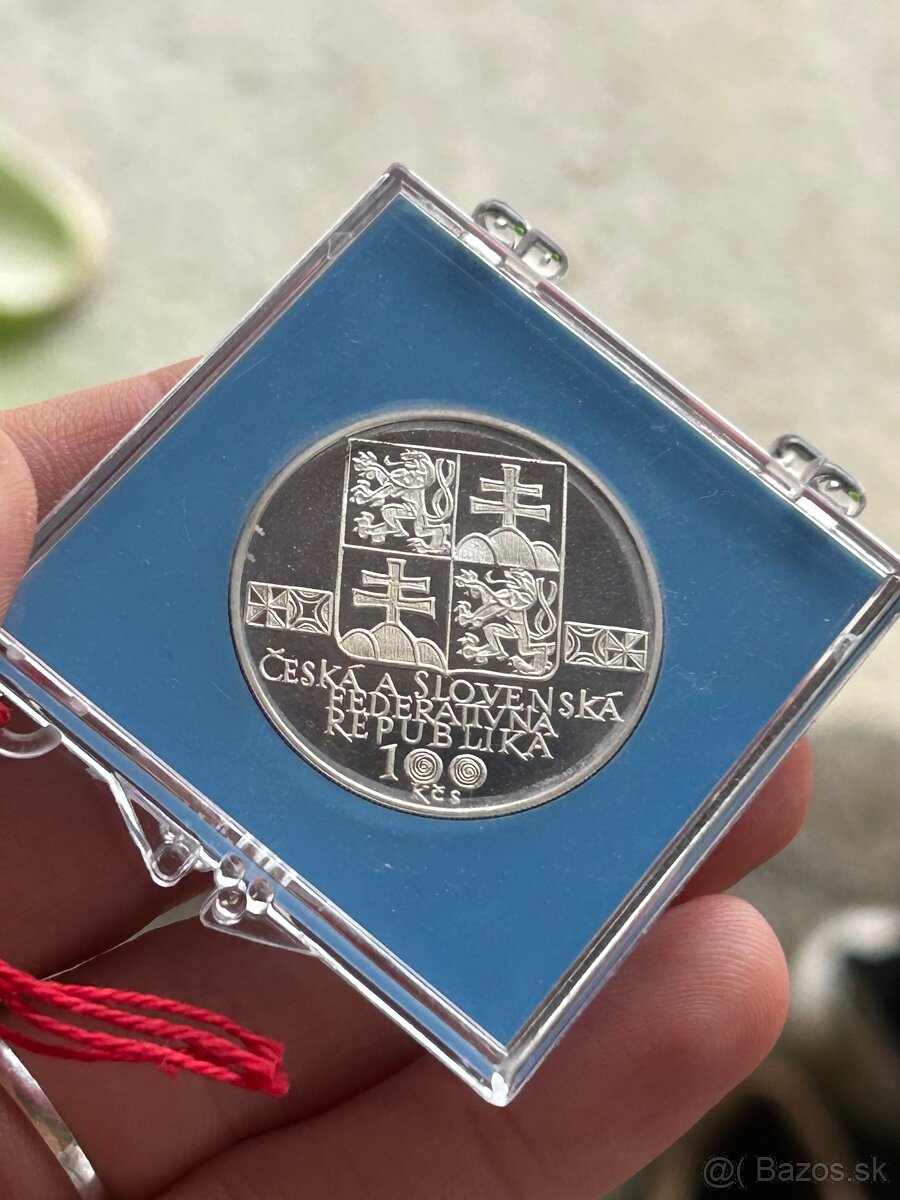 ČESKÁ A SLOVENSKÁ
FEDERATIVNA
REPUBLIKA
100
Kčs
@( Bazos.sk